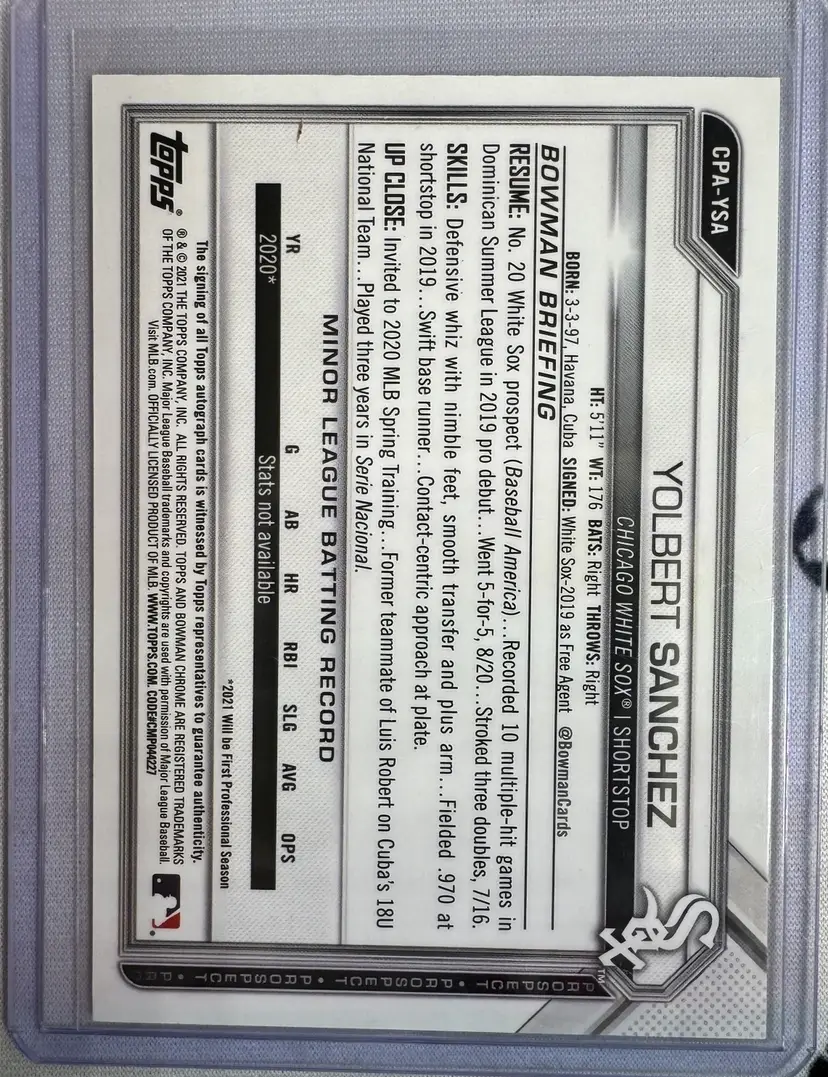 CPA-YSA
YOLBERT SANCHEZ
CHICAGO WHITE SOX® | SHORTSTOP
HT: 5'11" WT: 176 BATS: Right THROWS: Right
BORN: 3-3-97, Havana, Cuba SIGNED: White Sox-2019 as Free Agent @BowmanCards
BOWMAN BRIEFING
RESUME: No. 20 White Sox prospect (Baseball America)...Recorded 10 multiple-hit games in
Dominican Summer League in 2019 pro debut...Went 5-for-5, 8/20...Stroked three doubles, 7/16.
SKILLS: Defensive whiz with nimble feet, smooth transfer and plus arm...Fielded .970 at
shortstop in 2019...Swift base runner...Contact-centric approach at plate.
UP CLOSE: Invited to 2020 MLB Spring Training...Former teammate of Luis Robert on Cuba's 18U
National Team...Played three years in Serie Nacional.
MINOR LEAGUE BATTING RECORD
YR G AB HR RBI SLG AVG OPS
2020* Stats not available
*2021 Will be First Professional Season
The signing of all Topps autograph cards is witnessed by Topps representatives to guarantee authenticity.
® & © 2021 THE TOPPS COMPANY, INC. ALL RIGHTS RESERVED. TOPPS AND BOWMAN CHROME ARE REGISTERED TRADEMARKS
OF THE TOPPS COMPANY, INC. Major League Baseball trademarks and copyrights are used with permission of Major League Baseball.
Visit MLB.com. OFFICIALLY LICENSED PRODUCT OF MLB. WWW.TOPPS.COM. CODE#CMP044227
topps®
SOX
TM
PROSPECT • PROSPECT • PROSPECT • PR